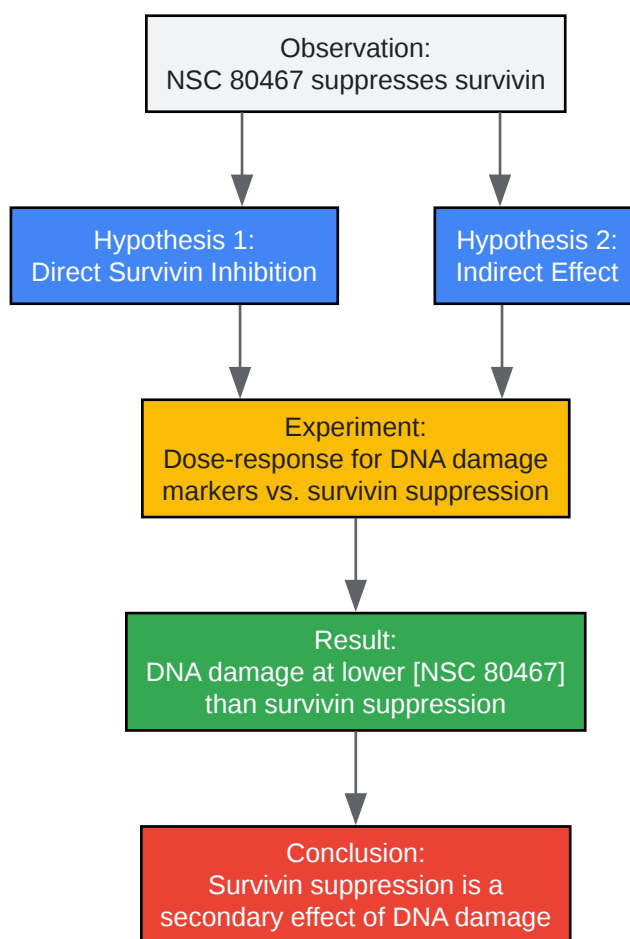 Observation:
NSC 80467 suppresses survivin
Hypothesis 1:
Direct Survivin Inhibition
Hypothesis 2:
Indirect Effect
Experiment:
Dose-response for DNA damage
markers vs. survivin suppression
Result:
DNA damage at lower [NSC 80467]
than survivin suppression
Conclusion:
Survivin suppression is a
secondary effect of DNA damage